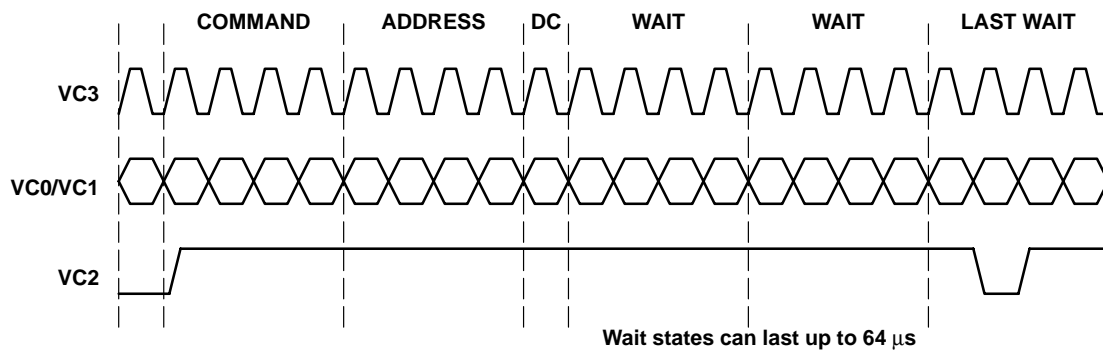 COMMAND ADDRESS DC WAIT WAIT LAST WAIT
VC3
VC0/VC1
VC2
Wait states can last up to 64 μs